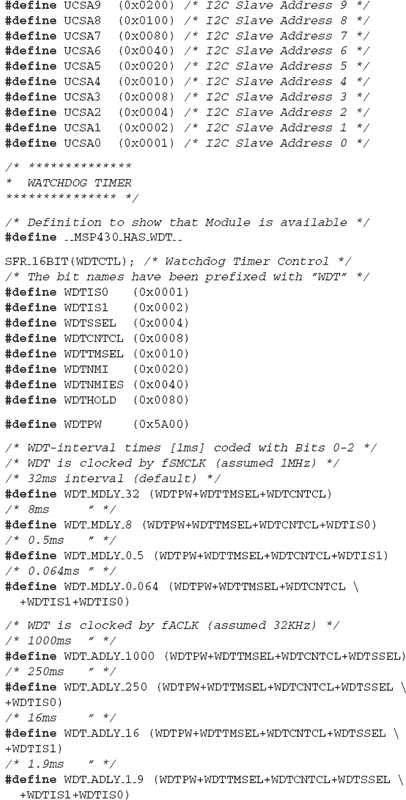 #define UCSA9 (0x0200) /* I2C Slave Address 9 */
#define UCSA8 (0x0100) /* I2C Slave Address 8 */
#define UCSA7 (0x0080) /* I2C Slave Address 7 */
#define UCSA6 (0x0040) /* I2C Slave Address 6 */
#define UCSA5 (0x0020) /* I2C Slave Address 5 */
#define UCSA4 (0x0010) /* I2C Slave Address 4 */
#define UCSA3 (0x0008) /* I2C Slave Address 3 */
#define UCSA2 (0x0004) /* I2C Slave Address 2 */
#define UCSA1 (0x0002) /* I2C Slave Address 1 */
#define UCSA0 (0x0001) /* I2C Slave Address 0 */
/* **************
* WATCHDOG TIMER
*************** */
/* Definition to show that Module is available */
#define __MSP430_HAS_WDT__
SFR_16BIT(WDTCTL); /* Watchdog Timer Control */
/* The bit names have been prefixed with "WDT" */
#define WDTIS0 (0x0001)
#define WDTIS1 (0x0002)
#define WDTSSEL (0x0004)
#define WDTCNTCL (0x0008)
#define WDTTMSEL (0x0010)
#define WDTNMI (0x0020)
#define WDTNMIES (0x0040)
#define WDTHOLD (0x0080)
#define WDTPW (0x5A00)
/* WDT-interval times [1ms] coded with Bits 0-2 */
/* WDT is clocked by fSMCLK (assumed 1MHz) */
/* 32ms interval (default) */
#define WDT_MDLY_32 (WDTPW+WDTTMSEL+WDTCNTCL)
/* 8ms " */
#define WDT_MDLY_8 (WDTPW+WDTTMSEL+WDTCNTCL+WDTIS0)
/* 0.5ms " */
#define WDT_MDLY_0_5 (WDTPW+WDTTMSEL+WDTCNTCL+WDTIS1)
/* 0.064ms " */
#define WDT_MDLY_0_064 (WDTPW+WDTTMSEL+WDTCNTCL \
+WDTIS1+WDTIS0)
/* WDT is clocked by fACLK (assumed 32KHz) */
/* 1000ms " */
#define WDT_ADLY_1000 (WDTPW+WDTTMSEL+WDTCNTCL+WDTSSEL)
/* 250ms " */
#define WDT_ADLY_250 (WDTPW+WDTTMSEL+WDTCNTCL+WDTSSEL \
+WDTIS0)
/* 16ms " */
#define WDT_ADLY_16 (WDTPW+WDTTMSEL+WDTCNTCL+WDTSSEL \
+WDTIS1)
/* 1.9ms " */
#define WDT_ADLY_1_9 (WDTPW+WDTTMSEL+WDTCNTCL+WDTSSEL \
+WDTIS1+WDTIS0)